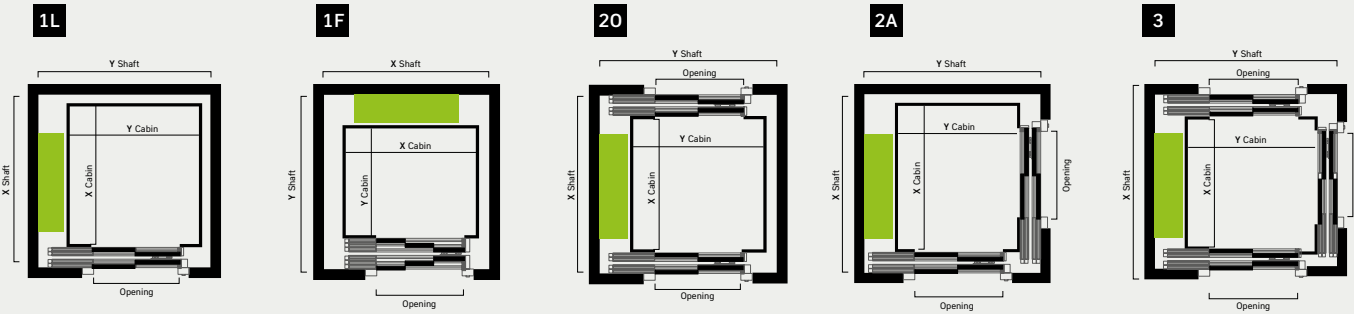 1L
Y Shaft
X Shaft
Y Cabin
X Cabin
Opening
1F
X Shaft
Y Shaft
X Cabin
Y Cabin
Opening
2O
Y Shaft
Opening
X Shaft
Y Cabin
X Cabin
Opening
2A
Y Shaft
X Shaft
Y Cabin
X Cabin
Opening
Opening
3
Y Shaft
Opening
X Shaft
Y Cabin
X Cabin
Opening